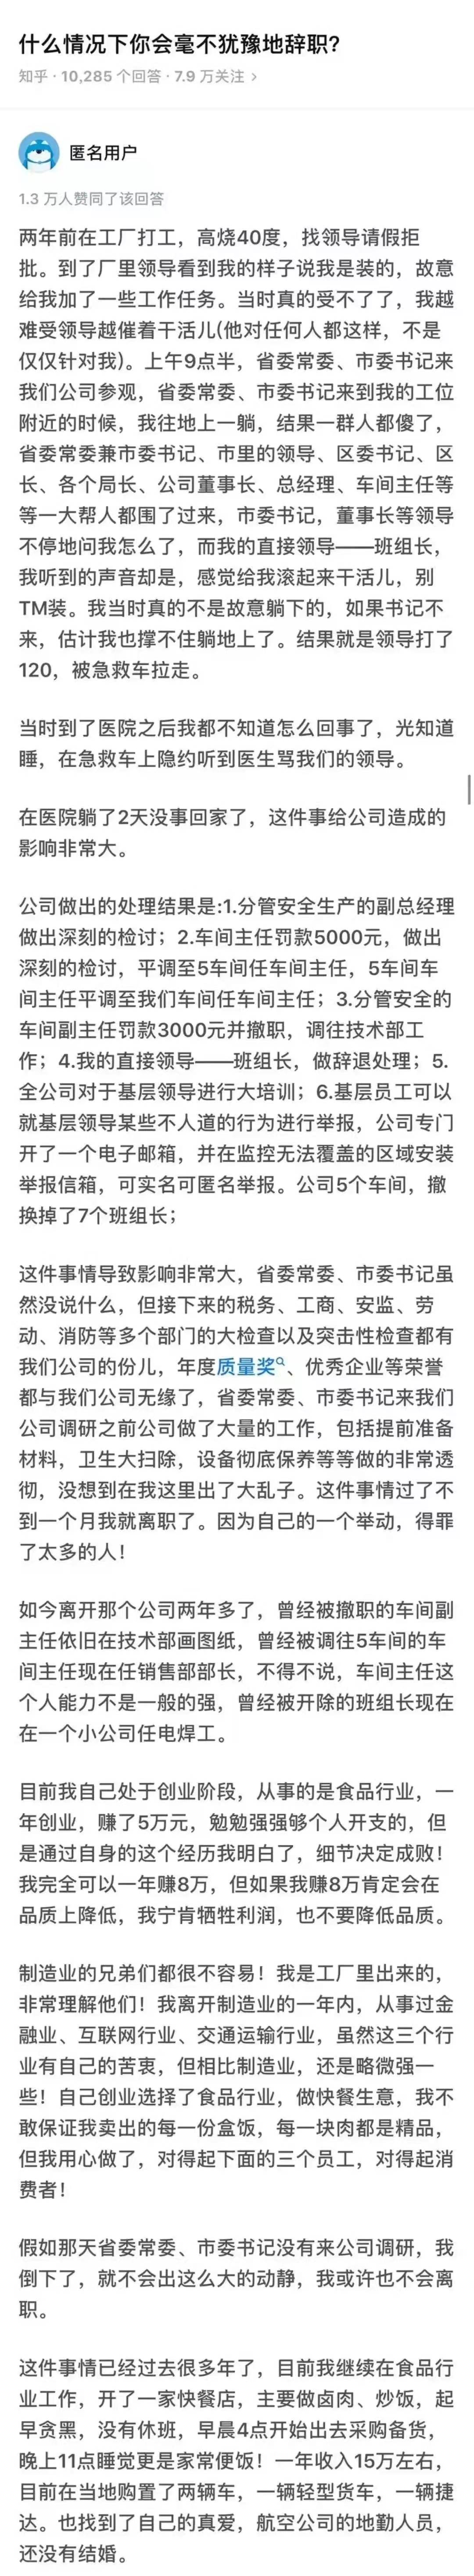 什么情况下你会毫不犹豫地辞职?
知乎 · 10,285 个回答 · 7.9 万关注 >
匿名用户
1.3 万人赞同了该回答
两年前在工厂打工，高烧40度，找领导请假拒
批。到了厂里领导看到我的样子说我是装的，故意
给我加了一些工作任务。当时真的受不了了，我越
难受领导越催着干活儿(他对任何人都这样，不是
仅仅针对我)。上午9点半，省委常委、市委书记来
我们公司参观，省委常委、市委书记来到我的工位
附近的时候，我往地上一躺，结果一群人都傻了，
省委常委兼市委书记、市里的领导、区委书记、区
长、各个局长、公司董事长、总经理、车间主任等
等一大帮人都围了过来，市委书记，董事长等领导
不停地问我怎么了，而我的直接领导——班组长，
我听到的声音却是，感觉给我滚起来干活儿，别
TM装。我当时真的不是故意躺下的，如果书记不
来，估计我也撑不住躺地上了。结果就是领导打了
120，被急救车拉走。
当时到了医院之后我都不知道怎么回事了，光知道
睡，在急救车上隐约听到医生骂我们的领导。
在医院躺了2天没事回家了，这件事给公司造成的
影响非常大。
公司做出的处理结果是:1.分管安全生产的副总经理
做出深刻的检讨；2.车间主任罚款5000元，做出
深刻的检讨，平调至5车间任车间主任，5车间车
间主任平调至我们车间任车间主任；3.分管安全的
车间副主任罚款3000元并撤职，调往技术部工
作；4.我的直接领导——班组长，做辞退处理；5.
全公司对于基层领导进行大培训；6.基层员工可以
就基层领导某些不人道的行为进行举报，公司专门
开了一个电子邮箱，并在监控无法覆盖的区域安装
举报信箱，可实名可匿名举报。公司5个车间，撤
换掉了7个班组长；
这件事情导致影响非常大，省委常委、市委书记虽
然没说什么，但接下来的税务、工商、安监、劳
动、消防等多个部门的大检查以及突击性检查都有
我们公司的份儿，年度质量奖、优秀企业等荣誉
都与我们公司无缘了，省委常委、市委书记来我们
公司调研之前公司做了大量的工作，包括提前准备
材料，卫生大扫除，设备彻底保养等等做的非常透
彻，没想到在我这里出了大乱子。这件事情过了不
到一个月我就离职了。因为自己的一个举动，得罪
了太多的人！
如今离开那个公司两年多了，曾经被撤职的车间副
主任依旧在技术部画图纸，曾经被调往5车间的车
间主任现在任销售部部长，不得不说，车间主任这
个人能力不是一般的强，曾经被开除的班组长现在
在一个小公司任电焊工。
目前我自己处于创业阶段，从事的是食品行业，一
年创业，赚了5万元，勉勉强强够个人开支的，但
是通过自身的这个经历我明白了，细节决定成败！
我完全可以一年赚8万，但如果我赚8万肯定会在
品质上降低，我宁肯牺牲利润，也不要降低品质。
制造业的兄弟们都很不容易！我是工厂里出来的，
非常理解他们！我离开制造业的一年内，从事过金
融业、互联网行业、交通运输行业，虽然这三个行
业有自己的苦衷，但相比制造业，还是略微强一
些！自己创业选择了食品行业，做快餐生意，我不
敢保证我卖出的每一份盒饭，每一块肉都是精品，
但我用心做了，对得起下面的三个员工，对得起消
费者！
假如那天省委常委、市委书记没有来公司调研，我
倒下了，就不会出这么大的动静，我或许也不会离
职。
这件事情已经过去很多年了，目前我继续在食品行
业工作，开了一家快餐店，主要做卤肉、炒饭，起
早贪黑，没有休班，早晨4点开始出去采购备货，
晚上11点睡觉更是家常便饭！一年收入15万左右，
目前在当地购置了两辆车，一辆轻型货车，一辆捷
达。也找到了自己的真爱，航空公司的地勤人员，
还没有结婚。